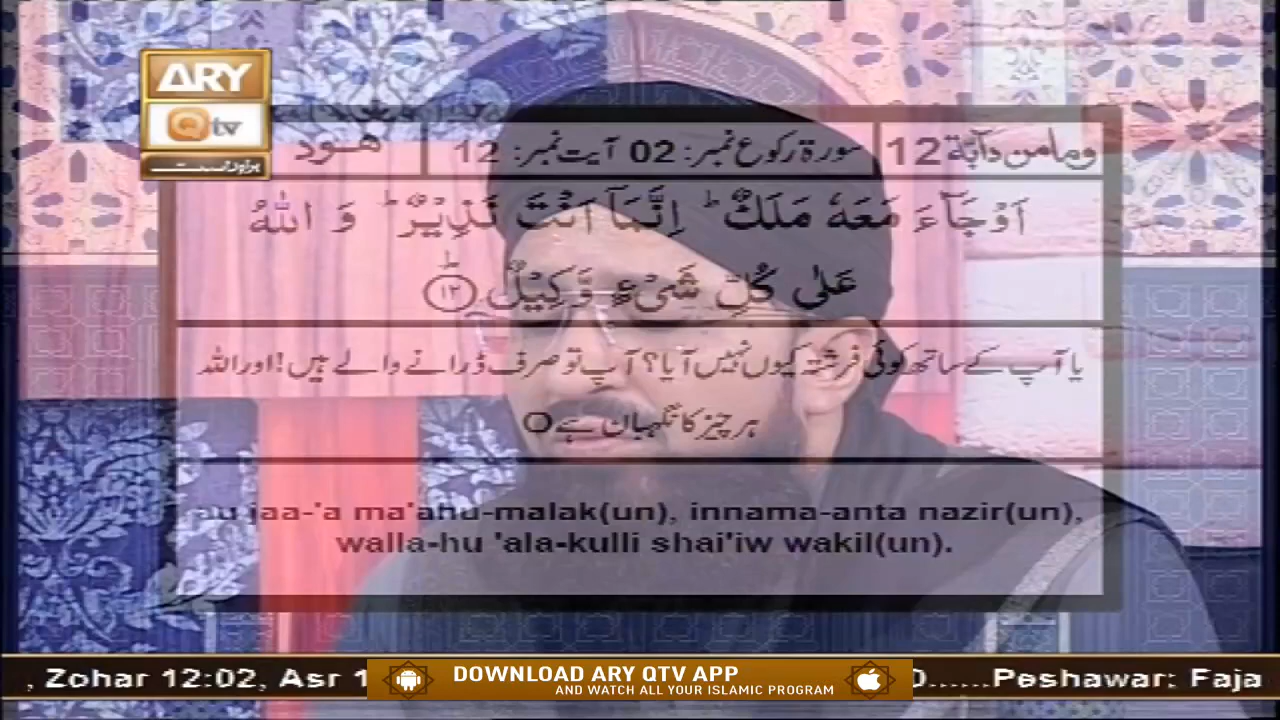 ARY
Qtv
وما من دآبة 12
سورۃ رکوع نمبر: 02 آیت نمبر: 12
ھود
اَوْ جَآءَ مَعَهٗ مَلَكٌ ؕ اِنَّمَاۤ اَنْتَ نَذِیْرٌ ؕ وَ اللّٰهُ
عَلٰی كُلِّ شَیْءٍ وَّكِیْلٌ ؕ ۱۲
یا آپ کے ساتھ کوئی فرشتہ کیوں نہیں آیا؟ آپ تو صرف ڈرانے والے ہیں! اور اللہ
ہر چیز کا نگہبان ہے O
au jaa-'a ma'ahu-malak(un), innama-anta nazir(un),
walla-hu 'ala-kulli shai'iw wakil(un).
, Zohar 12:02, Asr 1
DOWNLOAD ARY QTV APP
AND WATCH ALL YOUR ISLAMIC PROGRAM
0......Peshawar: Faja